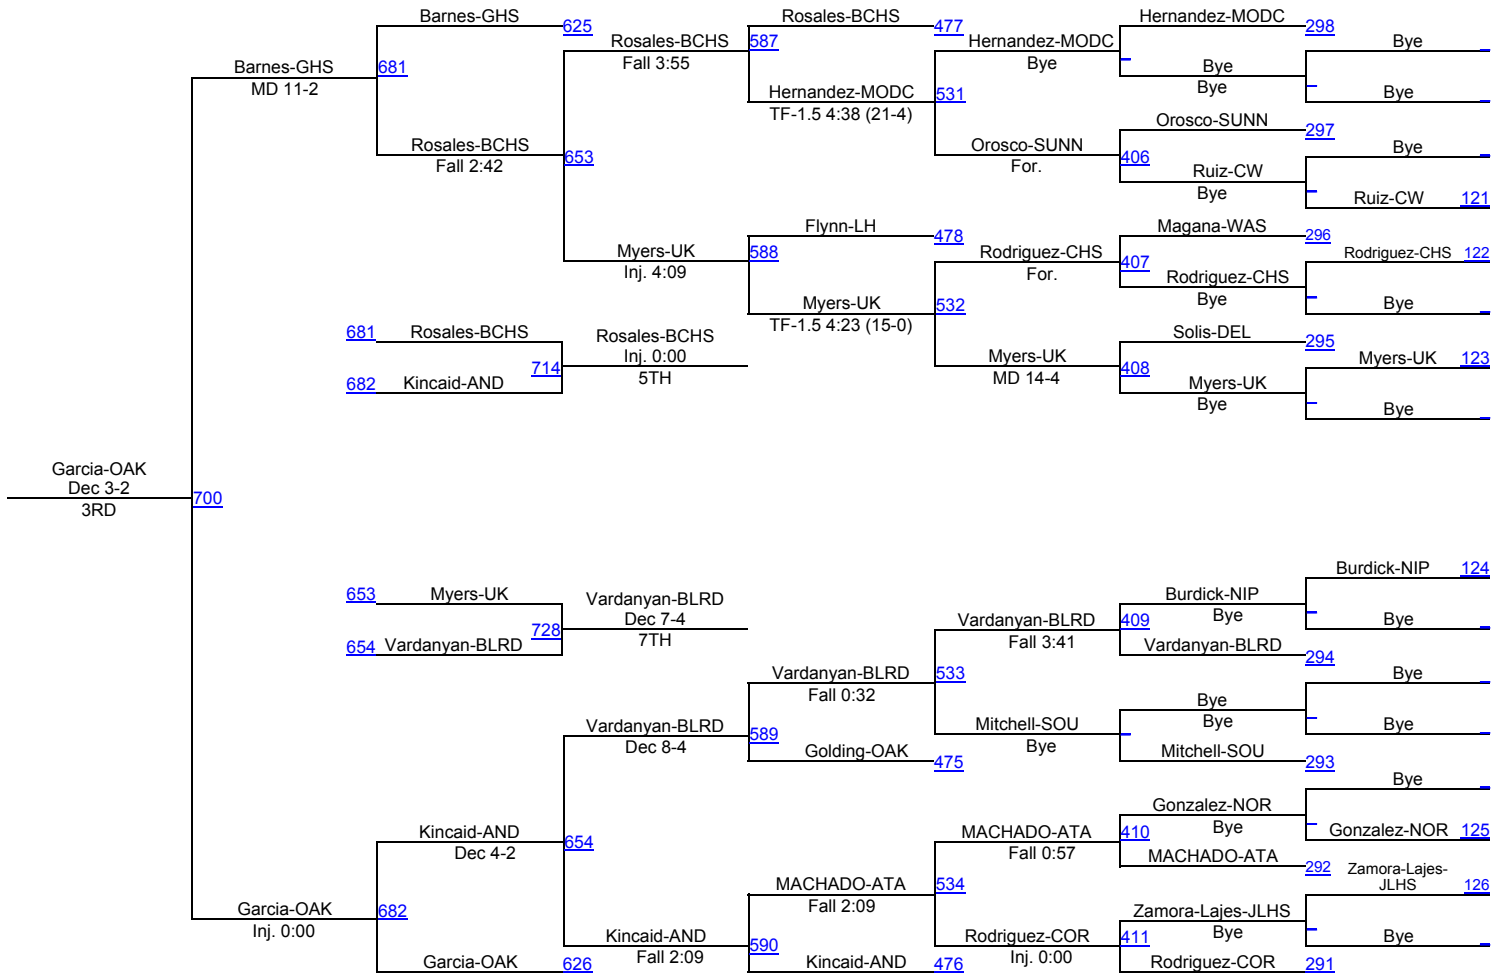 Barnes-GHS
625
Barnes-GHS
681
MD 11-2
Rosales-BCHS
Fall 2:42
653
Rosales-BCHS
587
Fall 3:55
Rosales-BCHS
477
Hernandez-MODC
531
TF-1.5 4:38 (21-4)
Hernandez-MODC
Bye
Hernandez-MODC
298
Bye
Bye
Bye
Bye
Orosco-SUNN
406
For.
Orosco-SUNN
297
Ruiz-CW
Bye
Bye
Ruiz-CW 121
Myers-UK
588
Inj. 4:09
Flynn-LH
478
Myers-UK
532
TF-1.5 4:23 (15-0)
Rodriguez-CHS
407
For.
Magana-WAS
296
Rodriguez-CHS
Bye
Rodriguez-CHS 122
Bye
Myers-UK
408
MD 14-4
Solis-DEL
295
Myers-UK
Bye
Myers-UK 123
Bye
681 Rosales-BCHS
682 Kincaid-AND
714
Rosales-BCHS
Inj. 0:00
5TH
Garcia-OAK
Dec 3-2
3RD
700
653 Myers-UK
654 Vardanyan-BLRD
728
Vardanyan-BLRD
Dec 7-4
7TH
Burdick-NIP 124
Burdick-NIP
Bye
Bye
Vardanyan-BLRD
409
Fall 3:41
Vardanyan-BLRD
294
Vardanyan-BLRD
533
Fall 0:32
Bye
Bye
Bye
Bye
Mitchell-SOU
Bye
Mitchell-SOU
293
Vardanyan-BLRD
589
Dec 8-4
Golding-OAK
475
Bye
Gonzalez-NOR
Bye
Gonzalez-NOR 125
MACHADO-ATA
410
Fall 0:57
MACHADO-ATA
292
Kincaid-AND
654
Dec 4-2
MACHADO-ATA
534
Fall 2:09
Zamora-Lajes-
JLHS
126
Zamora-Lajes-JLHS
Bye
Bye
Garcia-OAK
682
Inj. 0:00
Kincaid-AND
590
Fall 2:09
Rodriguez-COR
411
Inj. 0:00
Garcia-OAK
626
Kincaid-AND
476
Rodriguez-COR
291